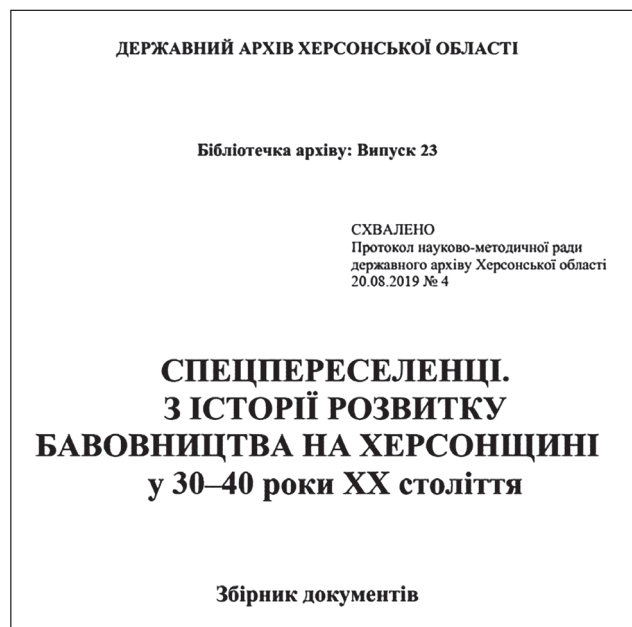 ДЕРЖАВНИЙ АРХІВ ХЕРСОНСЬКОЇ ОБЛАСТІ
Бібліотечка архіву: Випуск 23
СХВАЛЕНО
Протокол науково-методичної ради
державного архіву Херсонської області
20.08.2019 № 4
СПЕЦПЕРЕСЕЛЕНЦІ.
З ІСТОРІЇ РОЗВИТКУ
БАВОВНИЦТВА НА ХЕРСОНЩИНІ
у 30–40 роки ХХ століття
Збірник документів